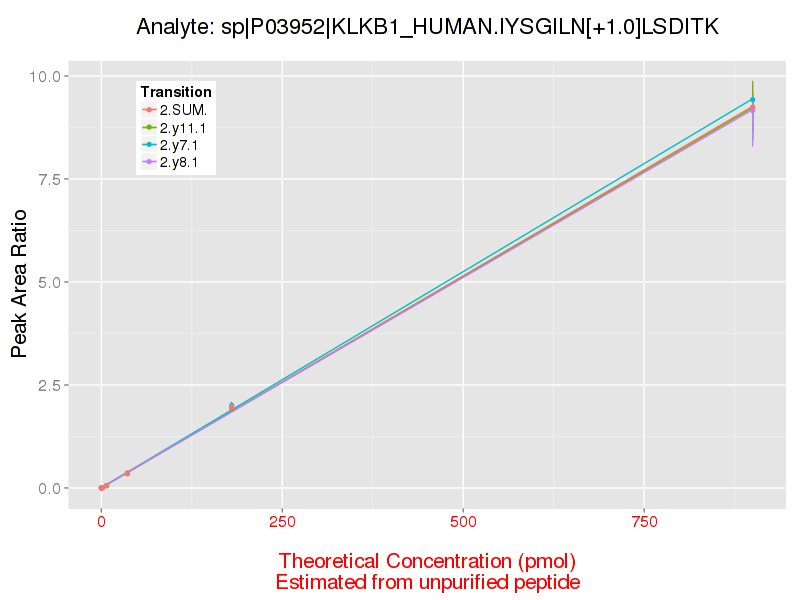 Analyte: sp|P03952|KLKB1_HUMAN.IYSGILN[+1.0]LSDITK
Peak Area Ratio
10.0
7.5
5.0
2.5
0.0
Transition
2.SUM.
2.y11.1
2.y7.1
2.y8.1
0 250 500 750
Theoretical Concentration (pmol)
Estimated from unpurified peptide